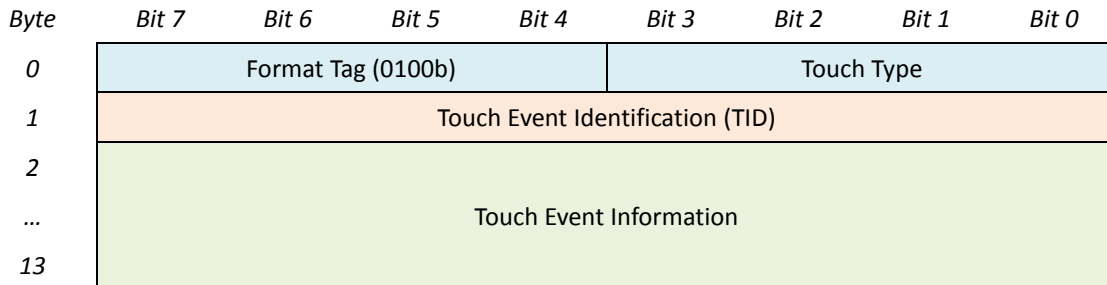 Byte Bit 7 Bit 6 Bit 5 Bit 4 Bit 3 Bit 2 Bit 1 Bit 0
0 Format Tag (0100b) Touch Type
1 Touch Event Identification (TID)
2
... Touch Event Information
13